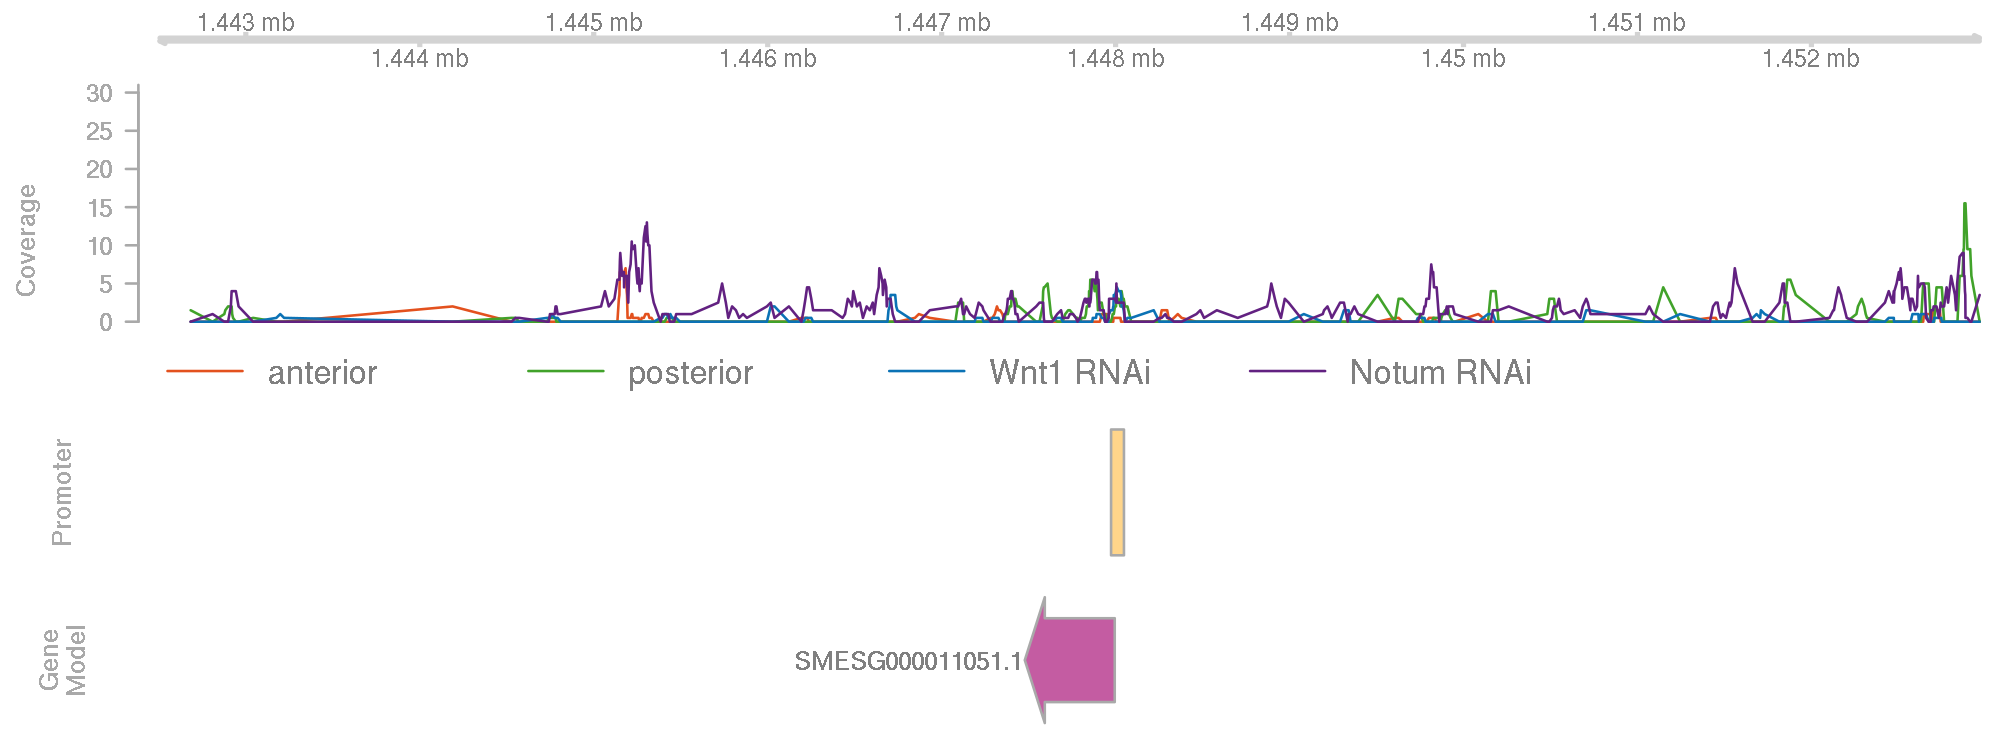 1.443 mb 1.445 mb 1.447 mb 1.449 mb 1.451 mb
1.444 mb 1.446 mb 1.448 mb 1.45 mb 1.452 mb
Coverage
30
25
20
15
10
5
0
anterior posterior Wnt1 RNAi Notum RNAi
Promoter
Gene
Model
SMESG000011051.1